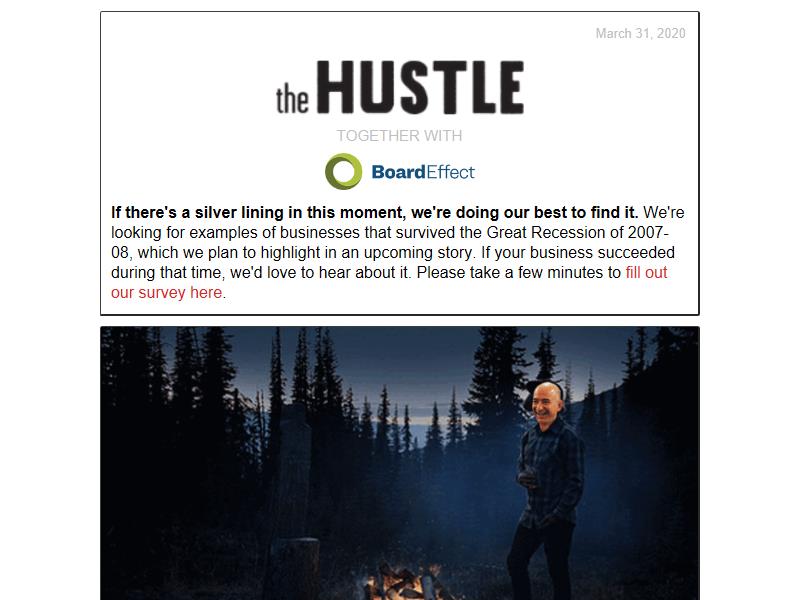 March 31, 2020
the HUSTLE
TOGETHER WITH
BoardEffect
If there's a silver lining in this moment, we're doing our best to find it. We're
looking for examples of businesses that survived the Great Recession of 2007-
08, which we plan to highlight in an upcoming story. If your business succeeded
during that time, we'd love to hear about it. Please take a few minutes to fill out
our survey here.